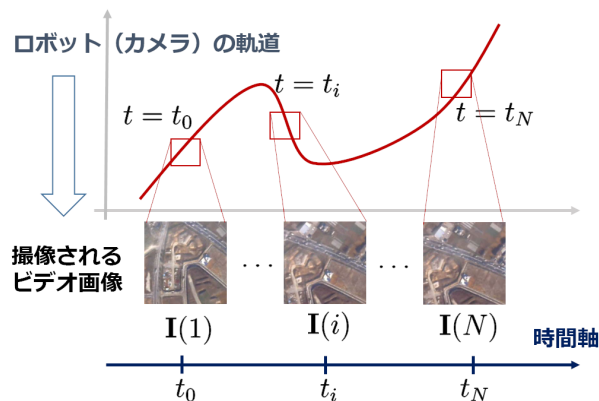 ロボット（カメラ）の軌道
t = t_i
t = t_0
t = t_N
撮像される
ビデオ画像
... ...
I(1) I(i) I(N)
時間軸
t_0 t_i t_N